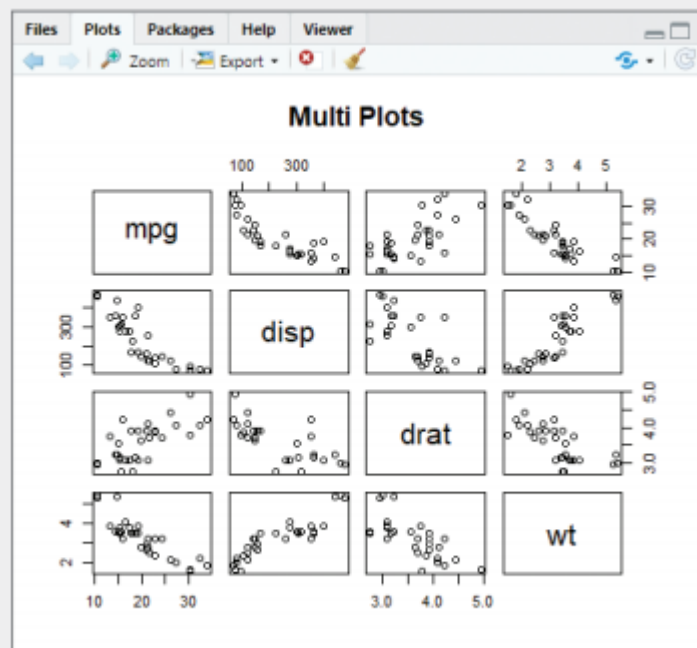 Files Plots Packages Help Viewer
Zoom Export
Multi Plots
100 300 2 3 4 5
mpg
10 20 30
100 300
disp
drat
3.0 4.0 5.0
2 4
wt
10 20 30 3.0 4.0 5.0